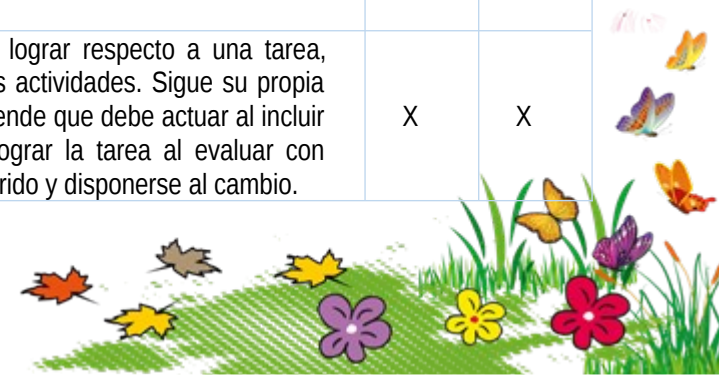 lograr respecto a una tarea,
s actividades. Sigue su propia
ende que debe actuar al incluir X X
ograr la tarea al evaluar con
rido y disponerse al cambio.